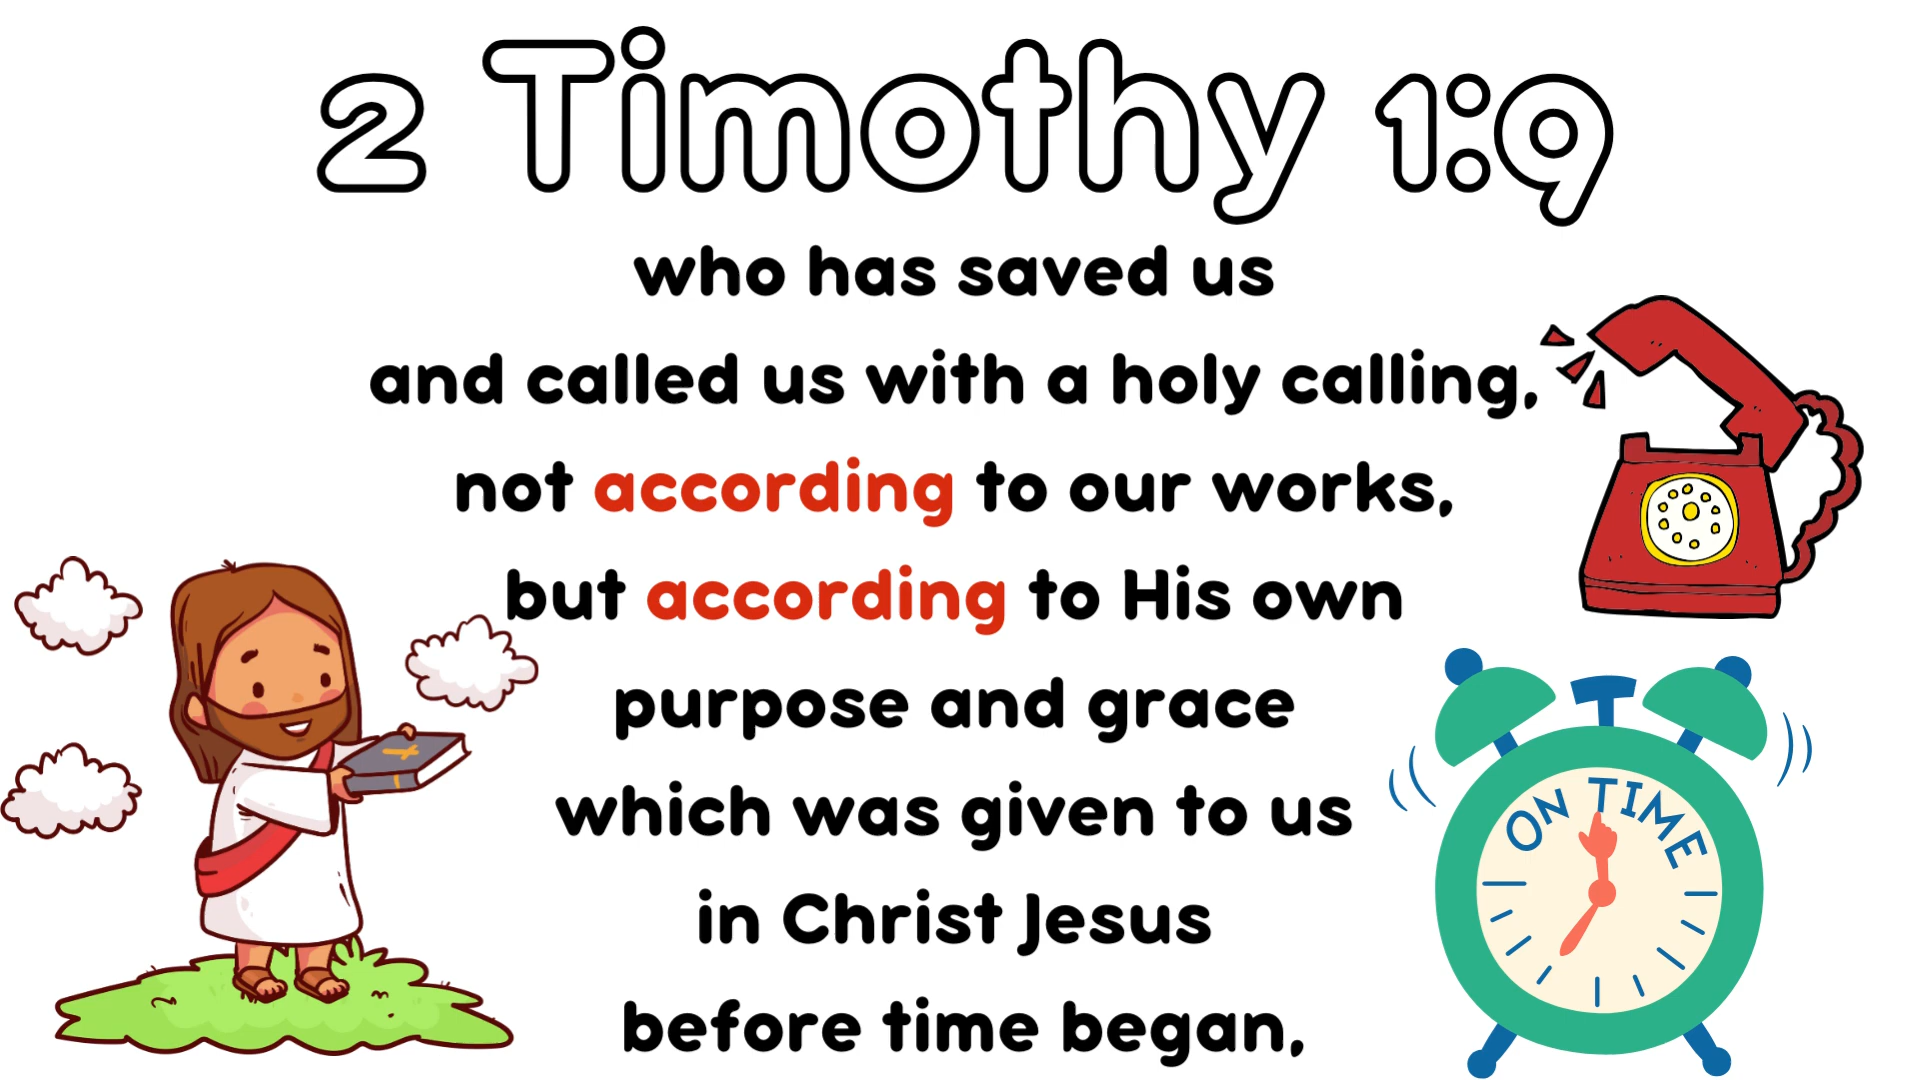 2 Timothy 1:9
who has saved us
and called us with a holy calling,
not according to our works,
but according to His own
purpose and grace
which was given to us
in Christ Jesus
before time began,
ON TIME